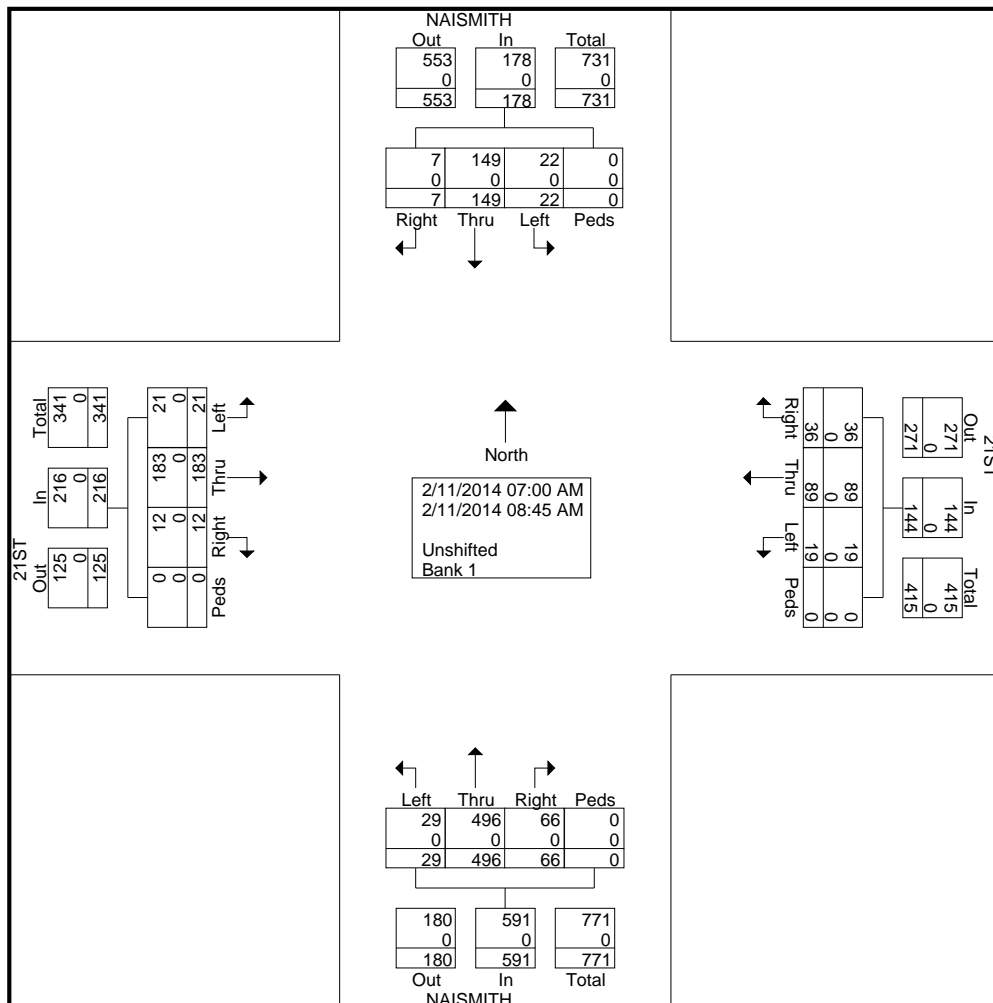 NAISMITH
Out In Total
553 178 731
0 0 0
553 178 731
7 149 22 0
0 0 0 0
7 149 22 0
Right Thru Left Peds
21ST
Out In Total
125 216 341
0 0 0
125 216 341
12 183 21 0
0 0 0 0
12 183 21 0
Right Thru Left Peds
North
2/11/2014 07:00 AM
2/11/2014 08:45 AM
Unshifted
Bank 1
21ST
Out In Total
271 144 415
0 0 0
271 144 415
36 89 19 0
0 0 0 0
36 89 19 0
Right Thru Left Peds
Left Thru Right Peds
29 496 66 0
0 0 0 0
29 496 66 0
180 591 771
0 0 0
180 591 771
Out In Total
NAISMITH